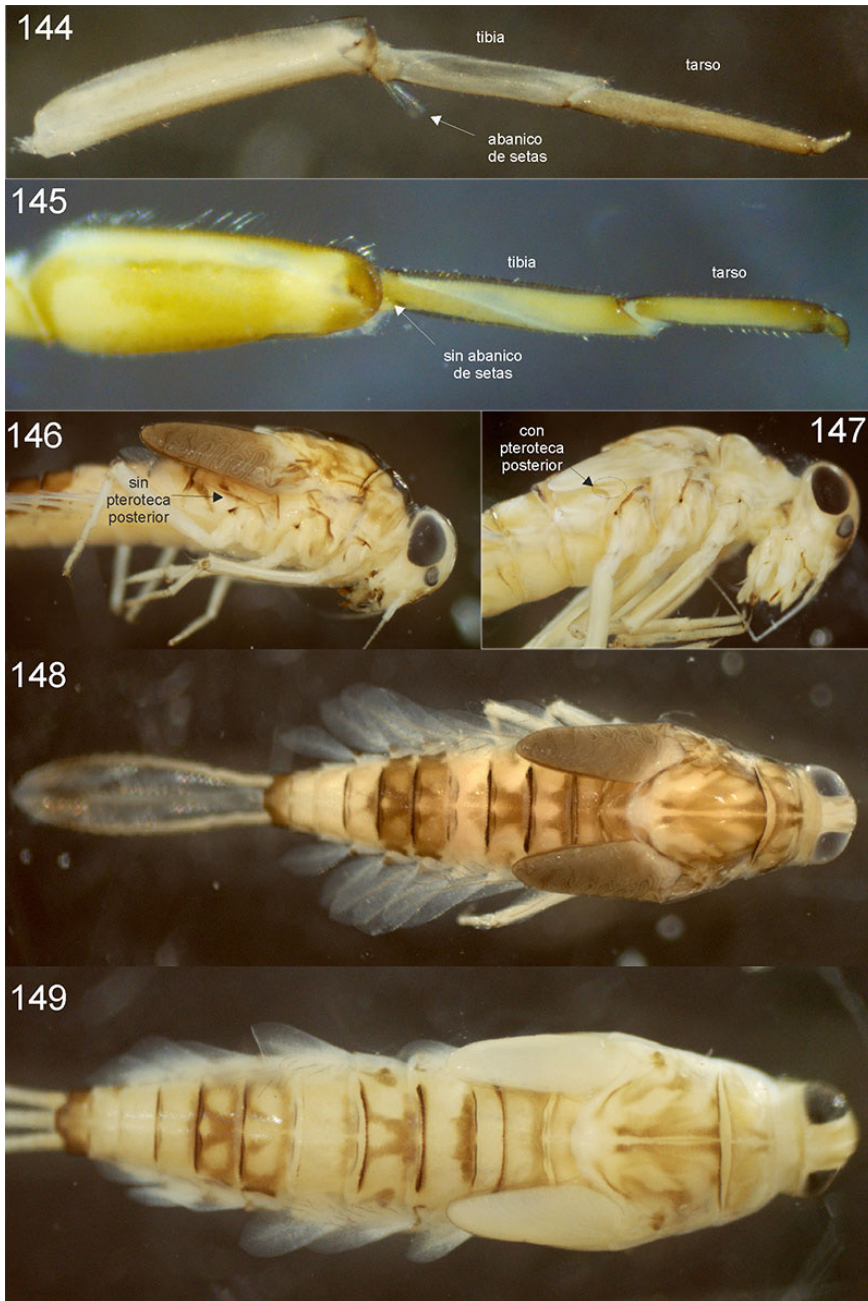 144
tibia
tarso
abanico
de setas
145
tibia
tarso
sin abanico
de setas
146
sin
pteroteca
posterior
con
pteroteca
posterior
147
148
149